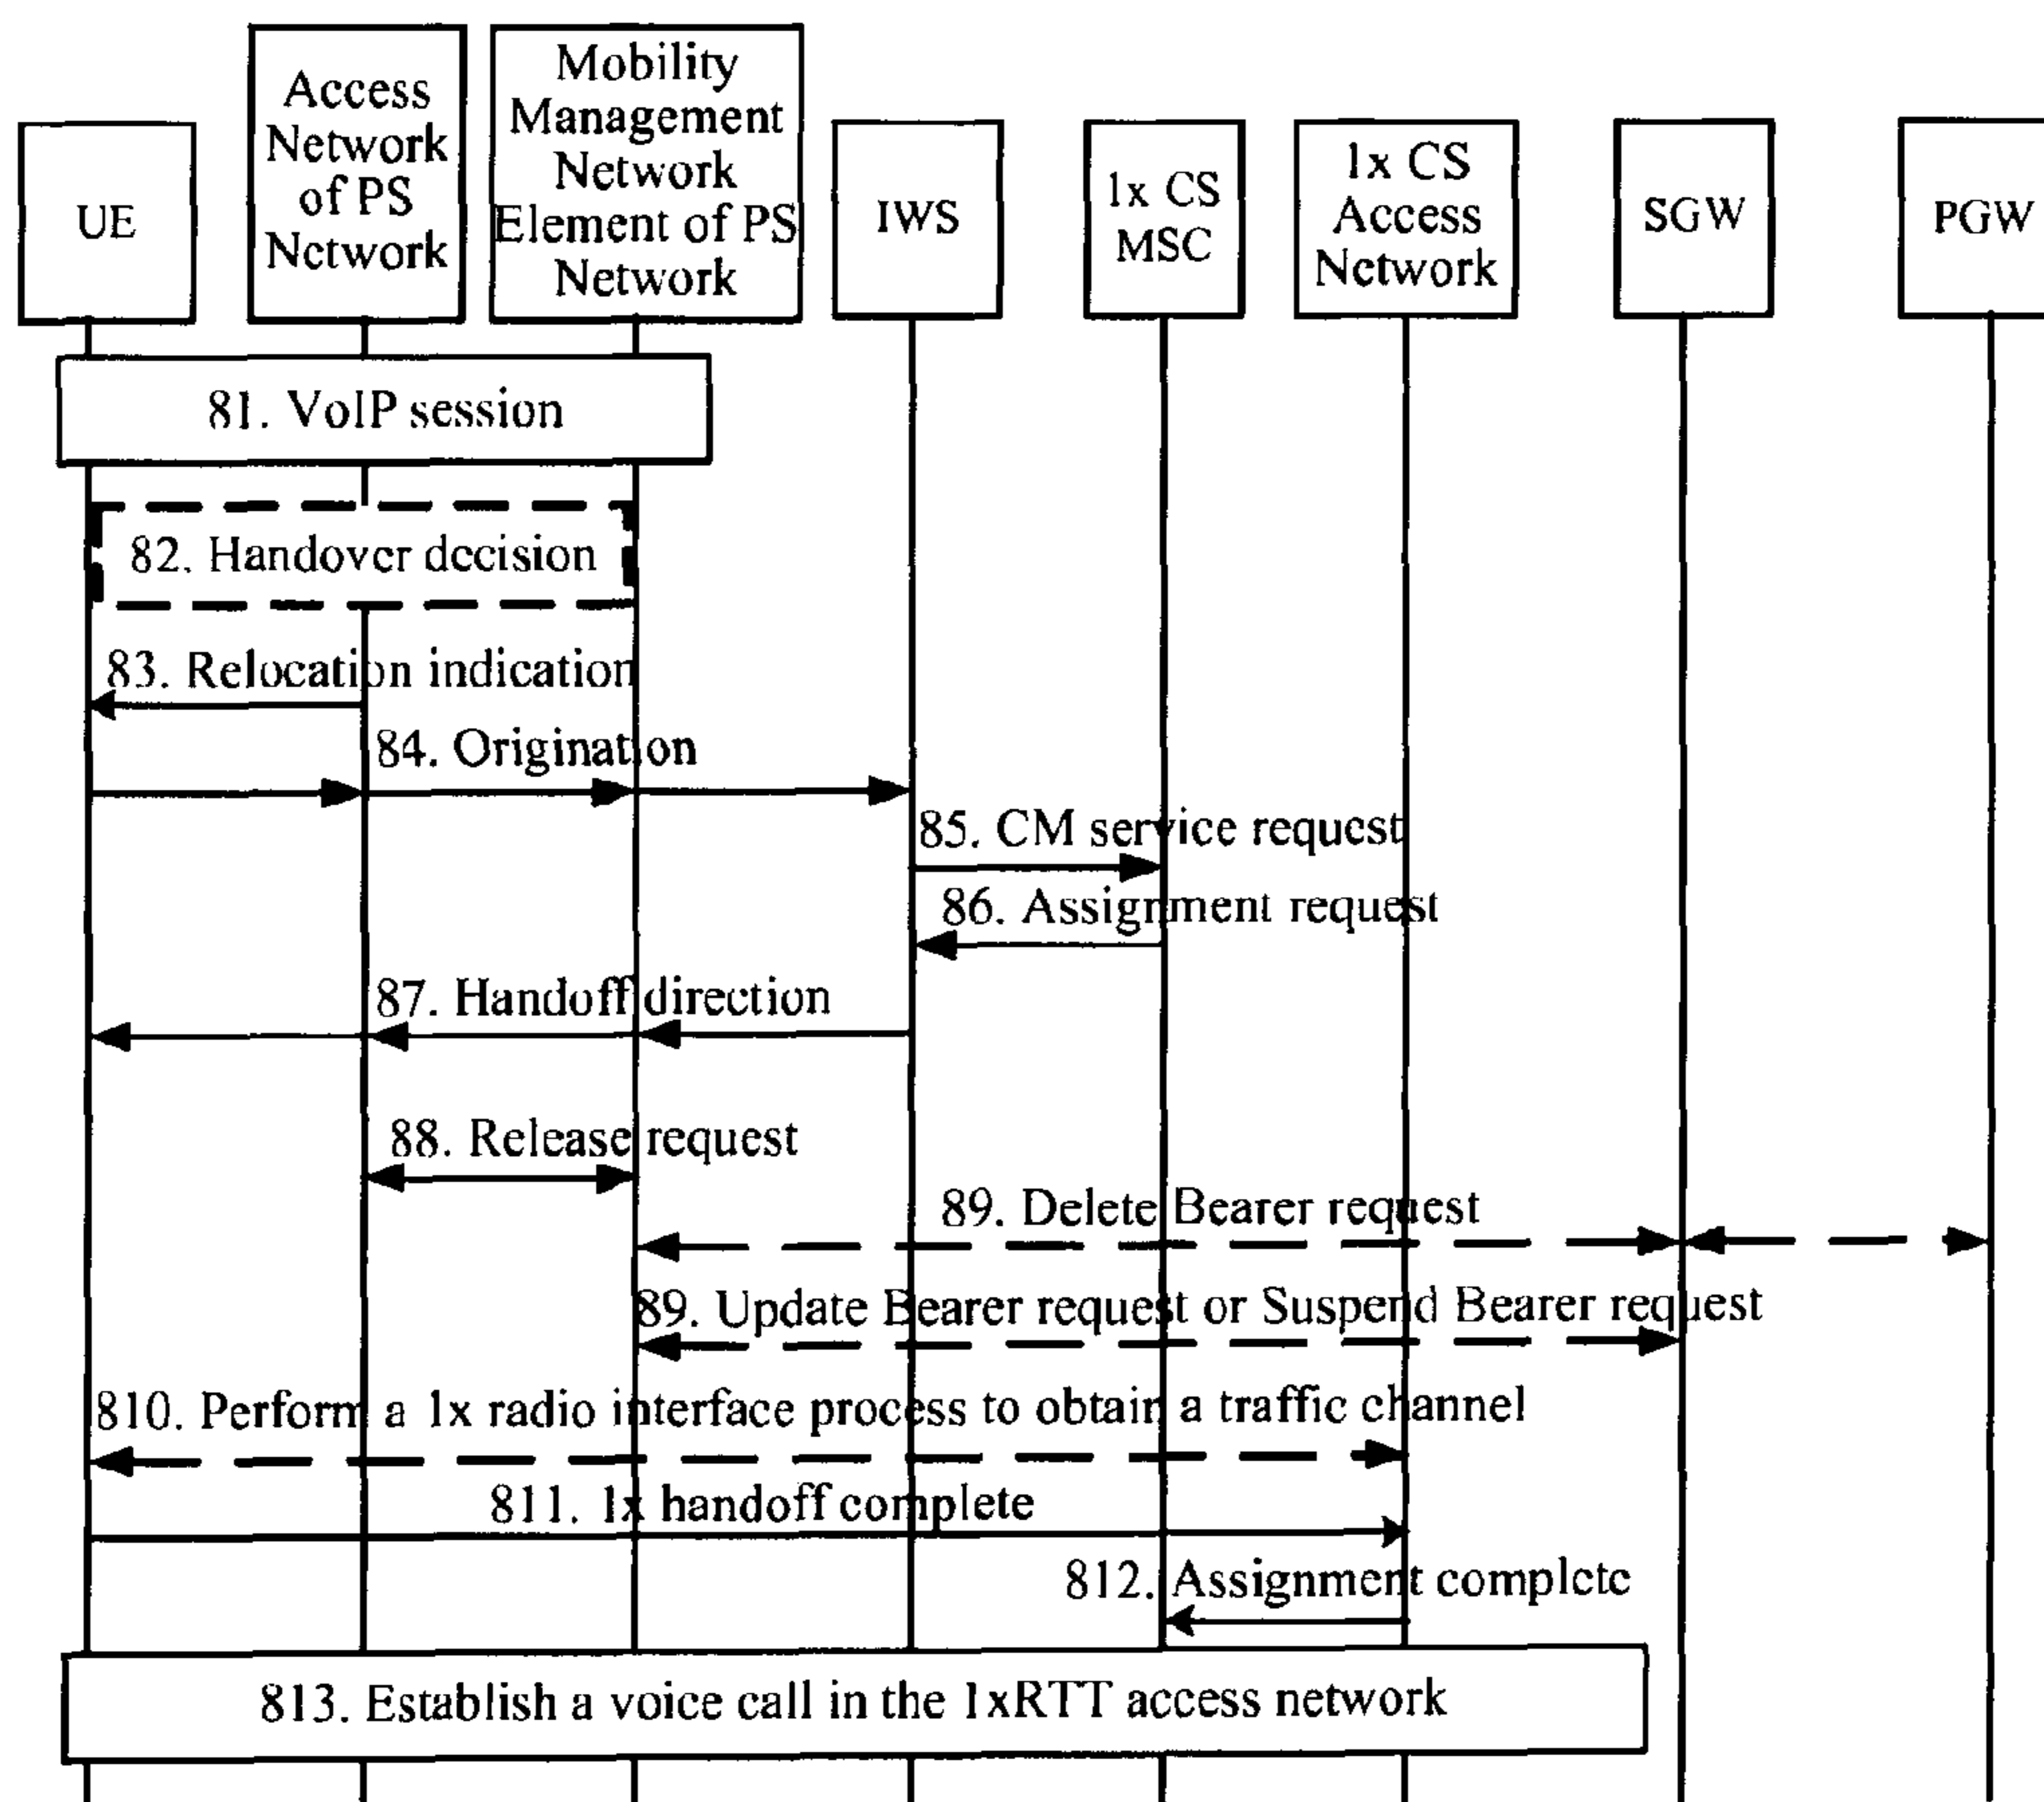 UE
Access
Network
of PS
Network
Mobility
Management
Network
Element of PS
Network
IWS
1x CS
MSC
1x CS
Access
Network
SGW
PGW
81. VoIP session
82. Handover decision
83. Relocation indication
84. Origination
85. CM service request
86. Assignment request
87. Handoff direction
88. Release request
89. Delete Bearer request
89. Update Bearer request or Suspend Bearer request
810. Perform a 1x radio interface process to obtain a traffic channel
811. 1x handoff complete
812. Assignment complete
813. Establish a voice call in the 1xRTT access network